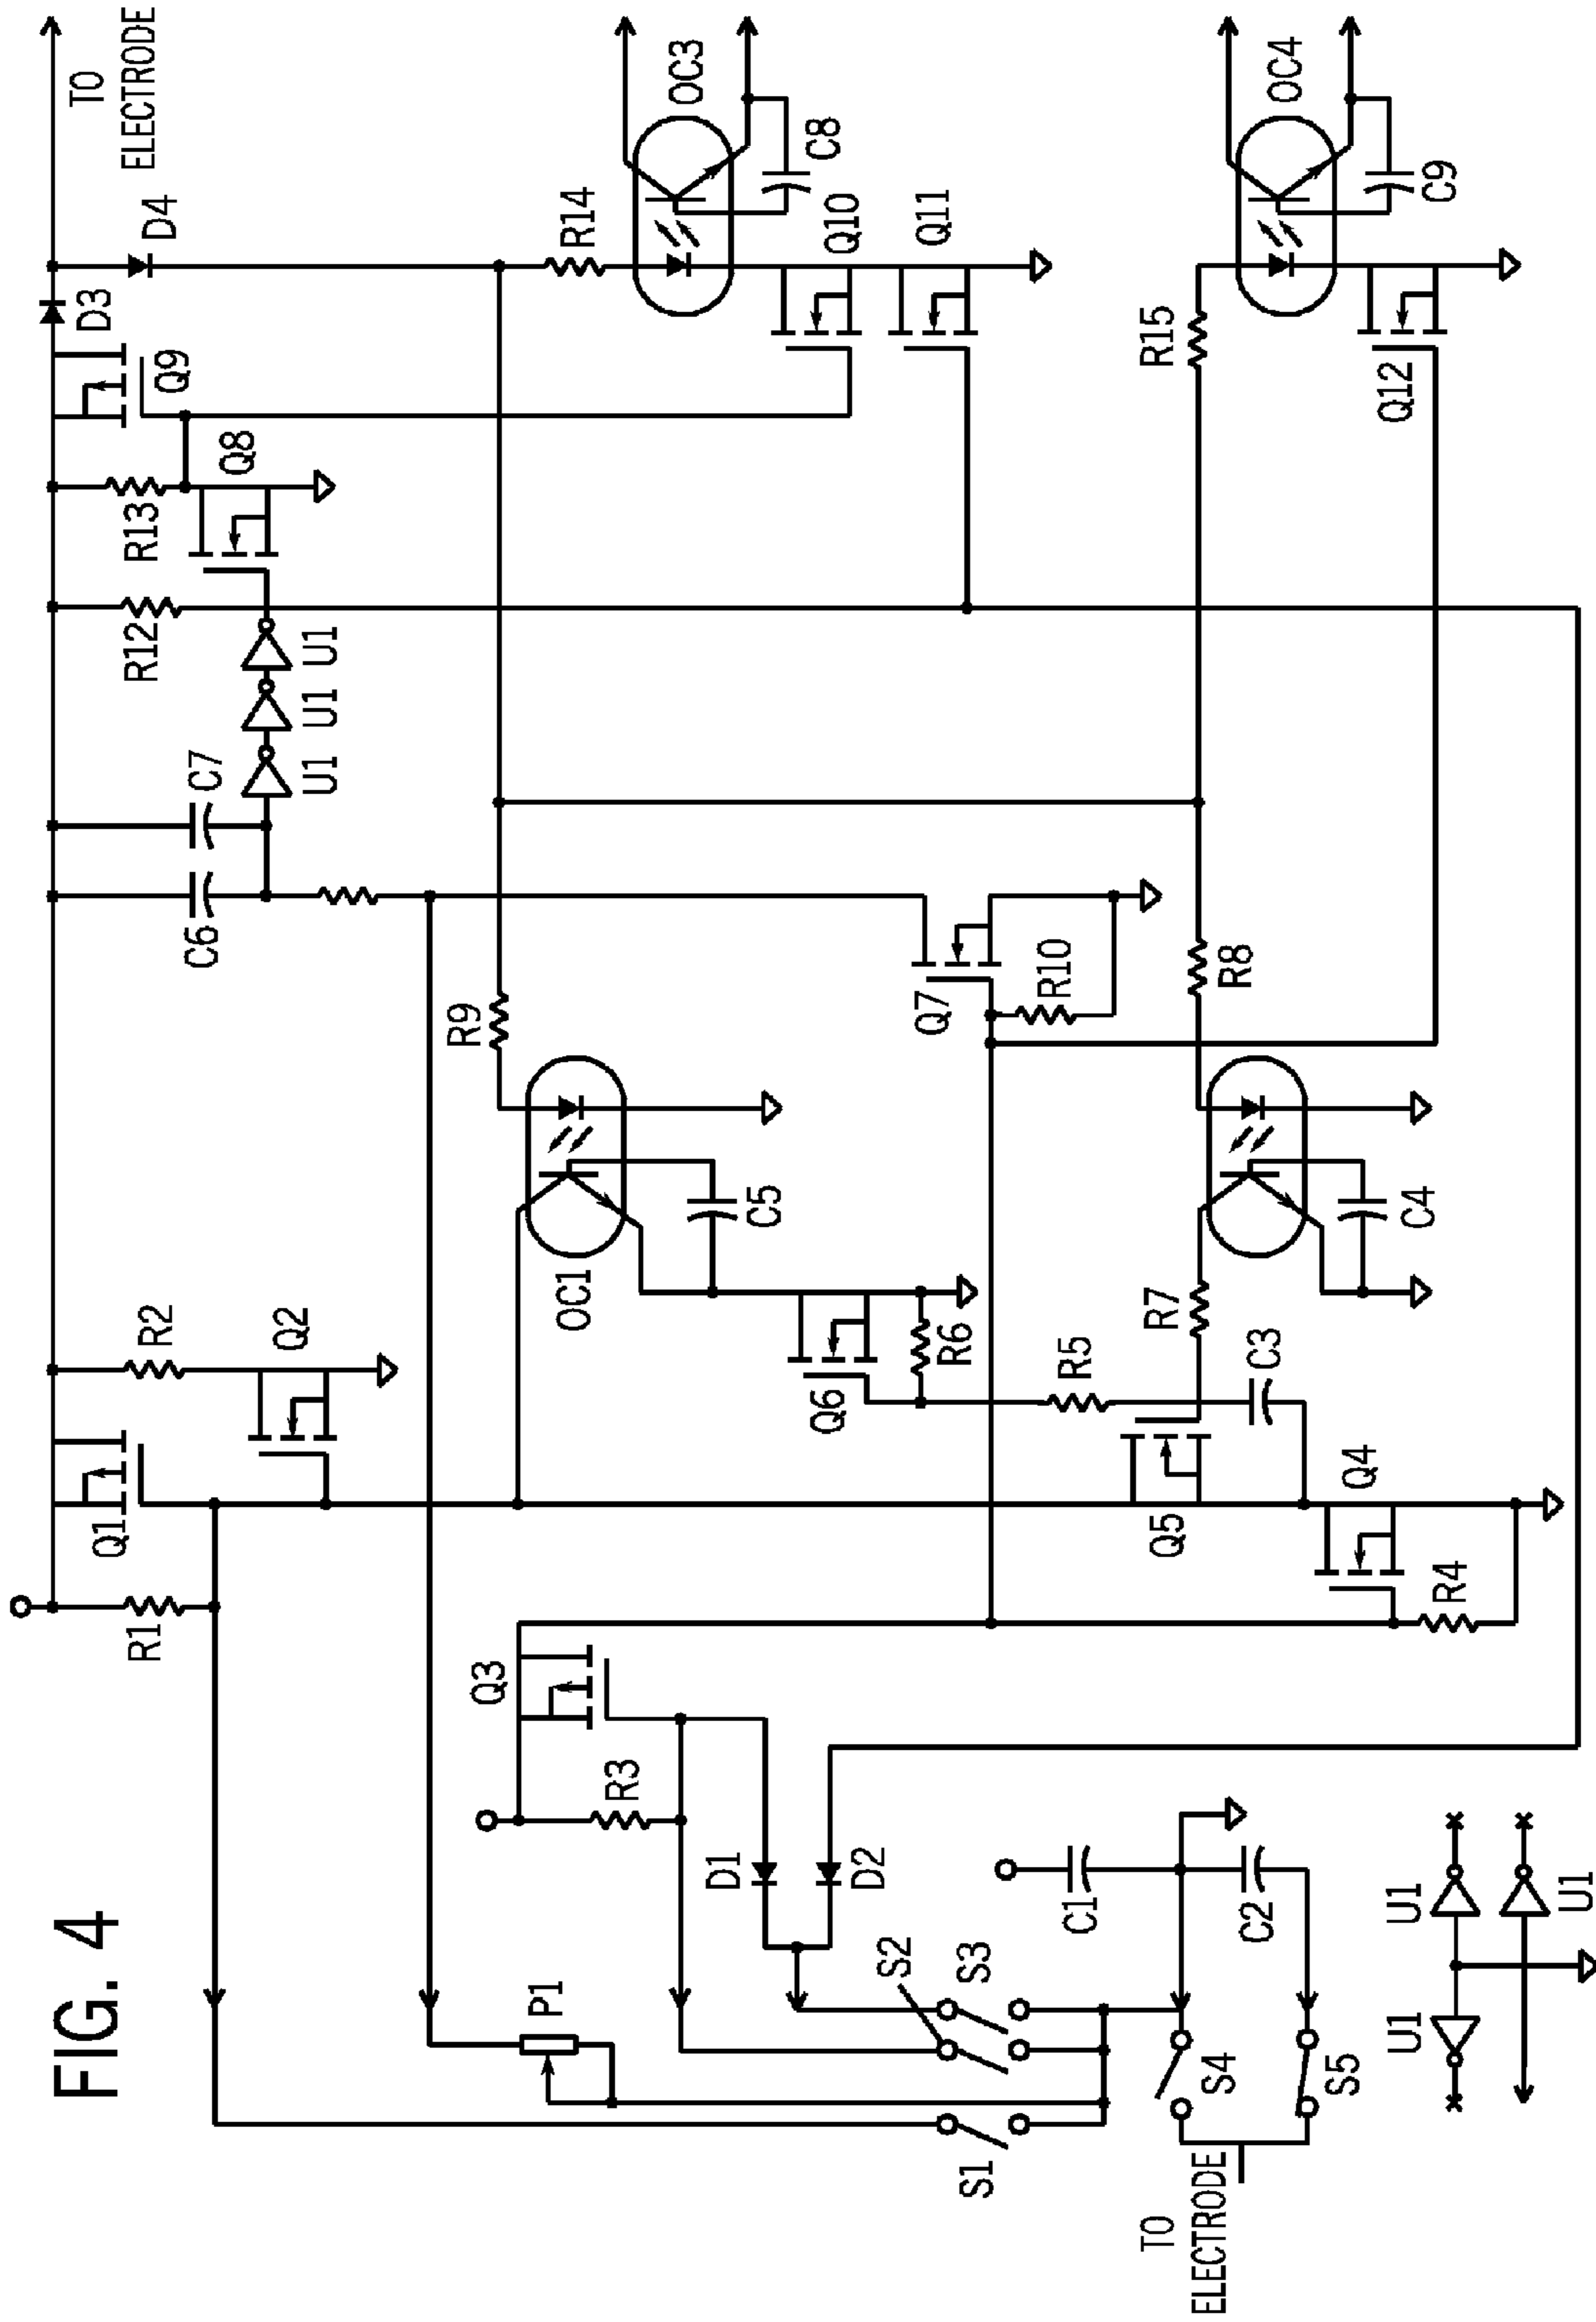 FIG. 4
TO
ELECTRODE
D4
D3
Q9
R14
OC3
C8
Q10
Q11
OC4
C9
R15
Q12
Q8
R13
R12
U1
U1
U1
C7
C6
R9
Q7
R10
R8
OC1
C5
C4
R2
Q2
Q1
R1
Q6
R6
R5
R7
C3
Q5
Q4
R4
Q3
R3
D1
D2
P1
S2
S3
S1
C1
C2
S4
S5
U1
U1
U1
TO
ELECTRODE